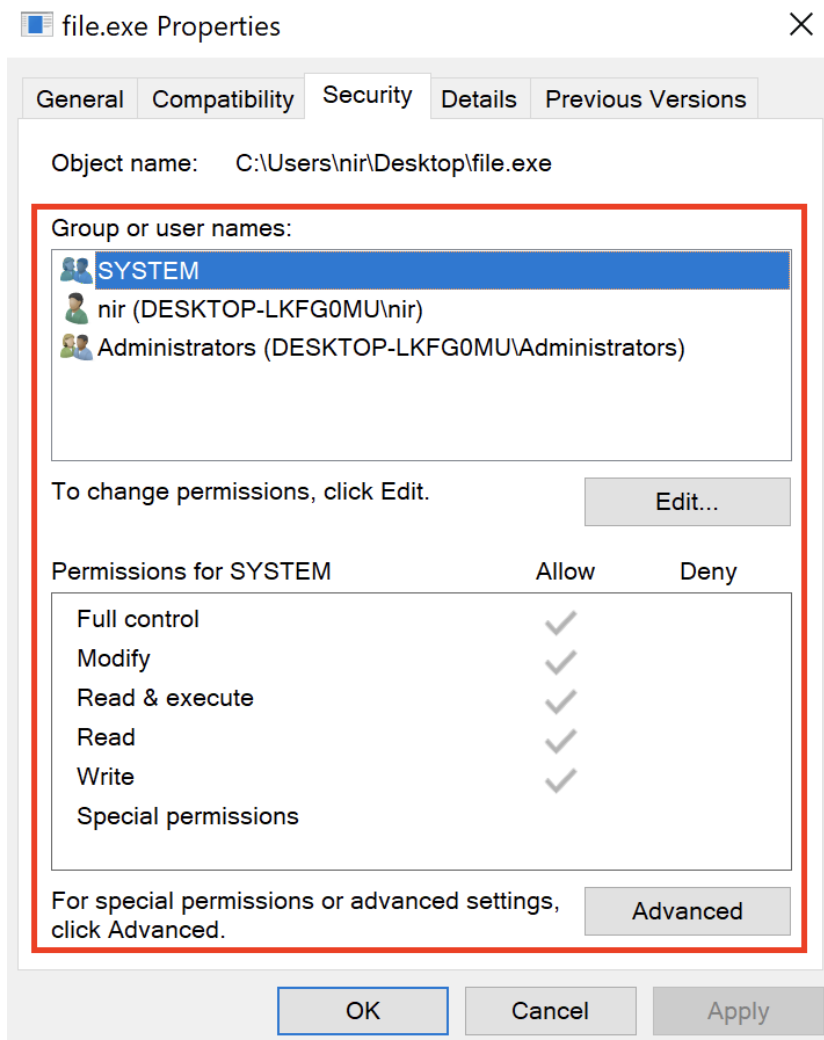 file.exe Properties
General Compatibility Security Details Previous Versions
Object name: C:\Users\nir\Desktop\file.exe
Group or user names:
SYSTEM
nir (DESKTOP-LKFG0MU\nir)
Administrators (DESKTOP-LKFG0MU\Administrators)
To change permissions, click Edit.
Edit...
Permissions for SYSTEM Allow Deny
Full control
Modify
Read & execute
Read
Write
Special permissions
For special permissions or advanced settings,
click Advanced.
Advanced
OK Cancel Apply